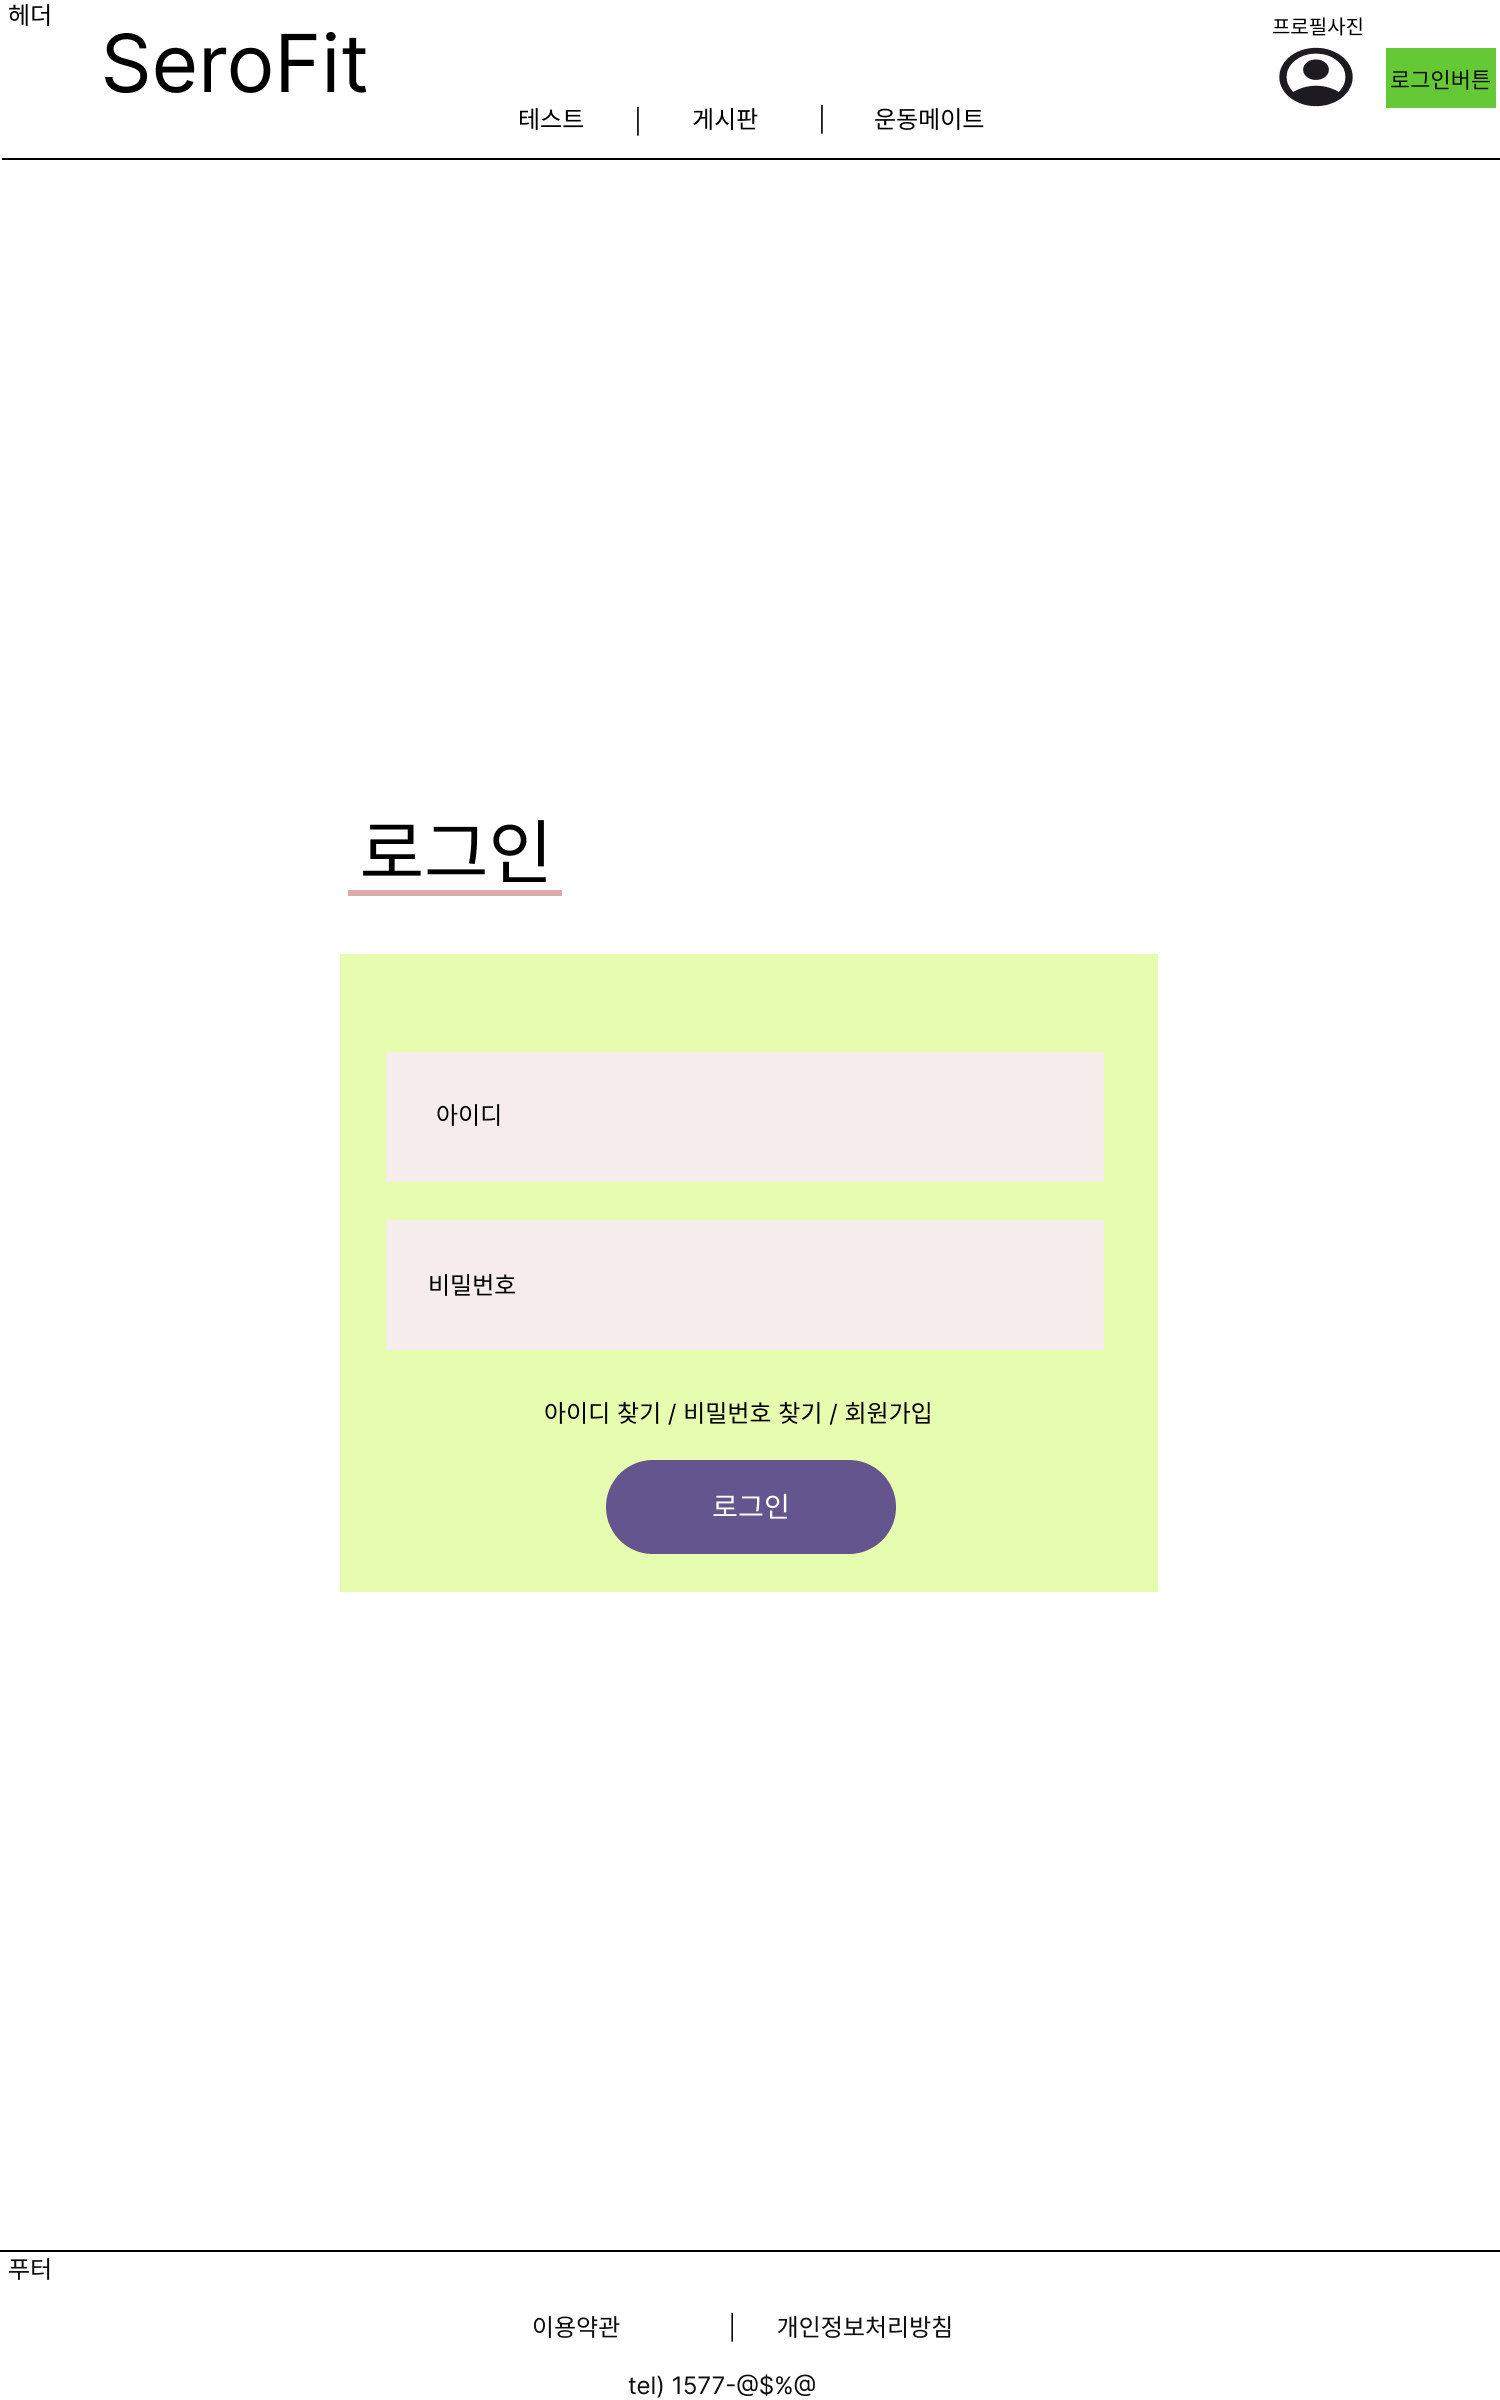 헤더
SeroFit
프로필사진
로그인버튼
테스트 | 게시판 | 운동메이트
로그인
아이디
비밀번호
아이디 찾기 / 비밀번호 찾기 / 회원가입
로그인
푸터
이용약관 | 개인정보처리방침
tel) 1577-@$%@